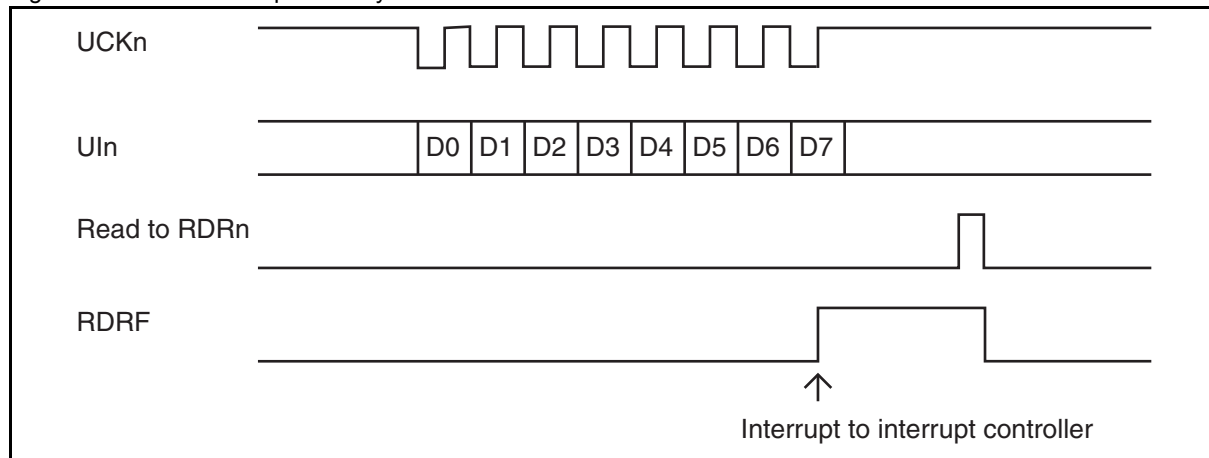 UCKn
UIn
D0 D1 D2 D3 D4 D5 D6 D7
Read to RDRn
RDRF
Interrupt to interrupt controller